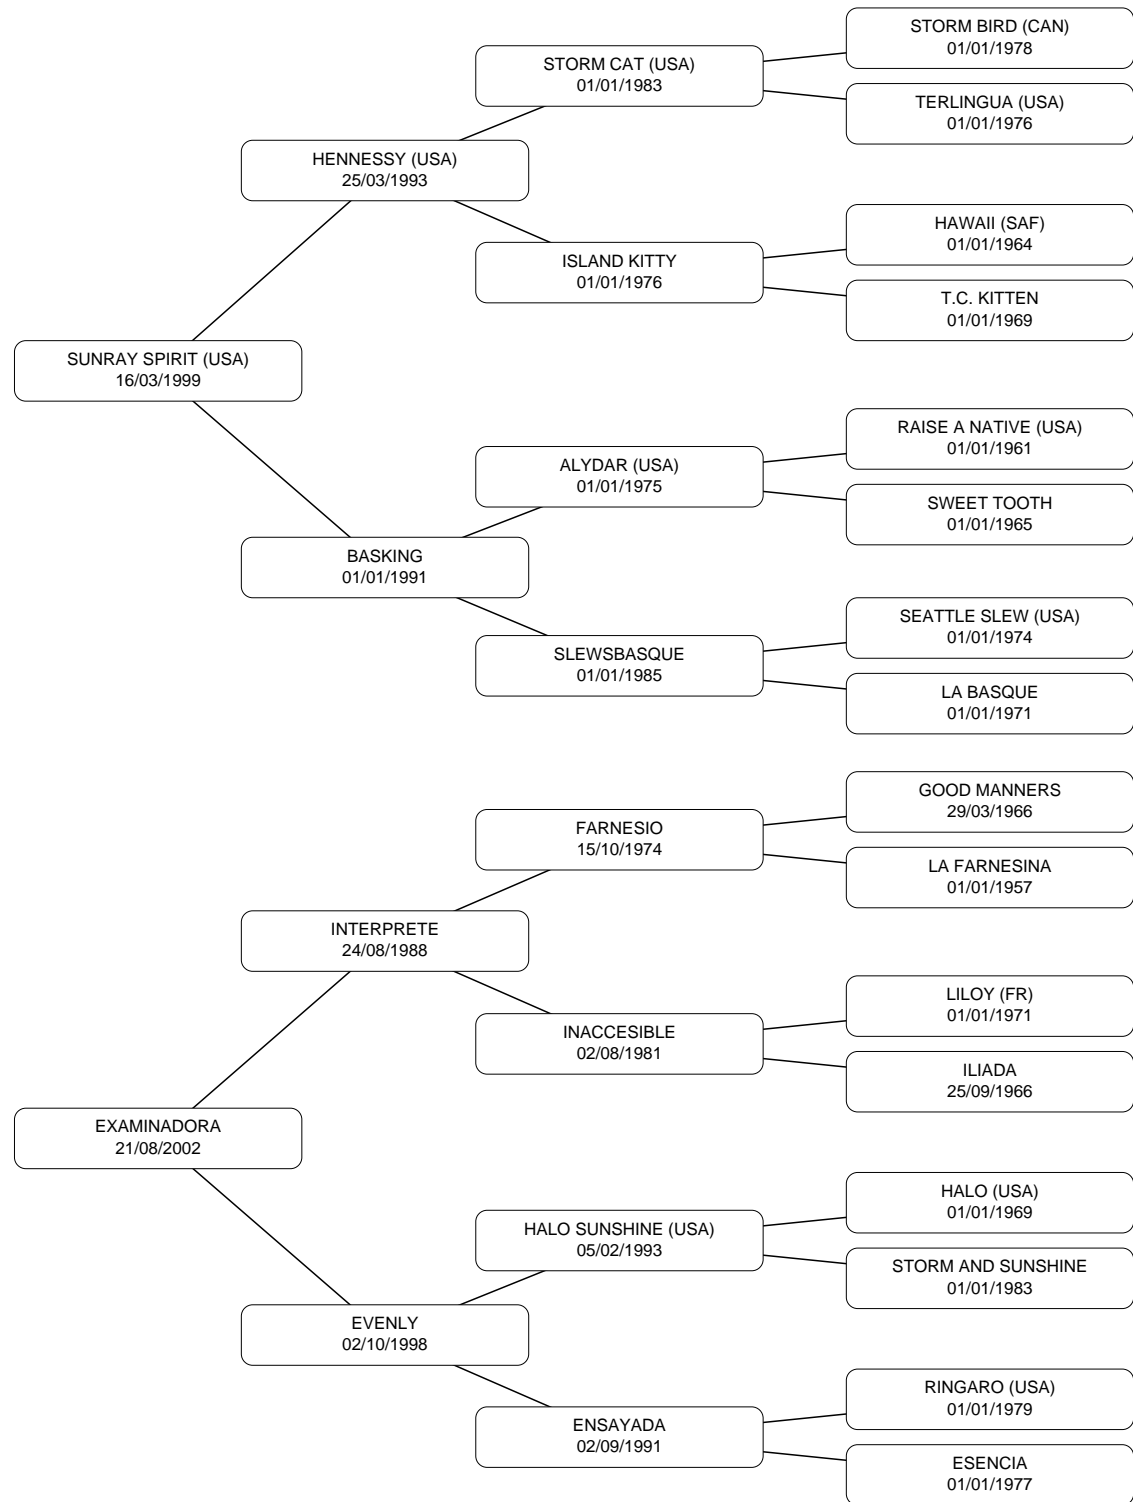 STORM BIRD (CAN)
01/01/1978
STORM CAT (USA)
01/01/1983
TERLINGUA (USA)
01/01/1976
HENNESSY (USA)
25/03/1993
HAWAII (SAF)
01/01/1964
ISLAND KITTY
01/01/1976
T.C. KITTEN
01/01/1969
SUNRAY SPIRIT (USA)
16/03/1999
RAISE A NATIVE (USA)
01/01/1961
ALYDAR (USA)
01/01/1975
SWEET TOOTH
01/01/1965
BASKING
01/01/1991
SEATTLE SLEW (USA)
01/01/1974
SLEWSBASQUE
01/01/1985
LA BASQUE
01/01/1971
GOOD MANNERS
29/03/1966
FARNESIO
15/10/1974
LA FARNESINA
01/01/1957
INTERPRETE
24/08/1988
LILOY (FR)
01/01/1971
INACCESIBLE
02/08/1981
ILIADA
25/09/1966
EXAMINADORA
21/08/2002
HALO (USA)
01/01/1969
HALO SUNSHINE (USA)
05/02/1993
STORM AND SUNSHINE
01/01/1983
EVENLY
02/10/1998
RINGARO (USA)
01/01/1979
ENSAYADA
02/09/1991
ESENCIA
01/01/1977